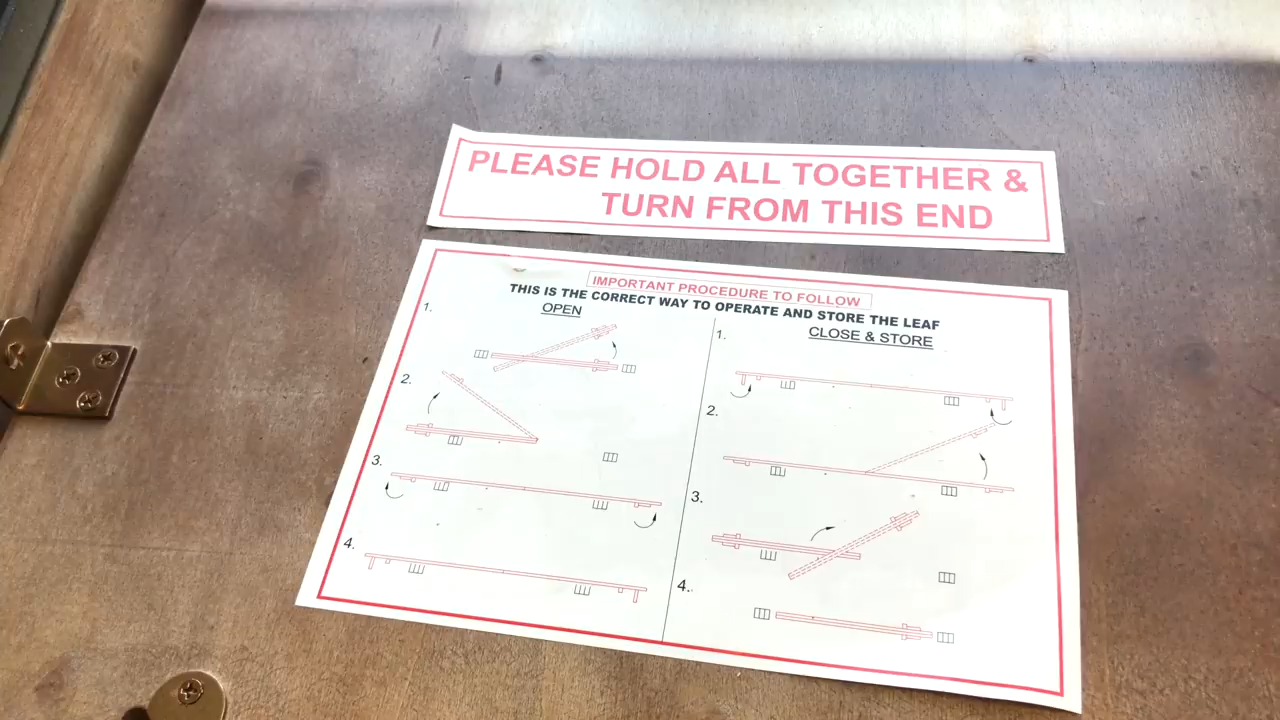 PLEASE HOLD ALL TOGETHER &
TURN FROM THIS END
IMPORTANT PROCEDURE TO FOLLOW
THIS IS THE CORRECT WAY TO OPERATE AND STORE THE LEAF
OPEN
1.
2.
3.
4.
CLOSE & STORE
1.
2.
3.
4.